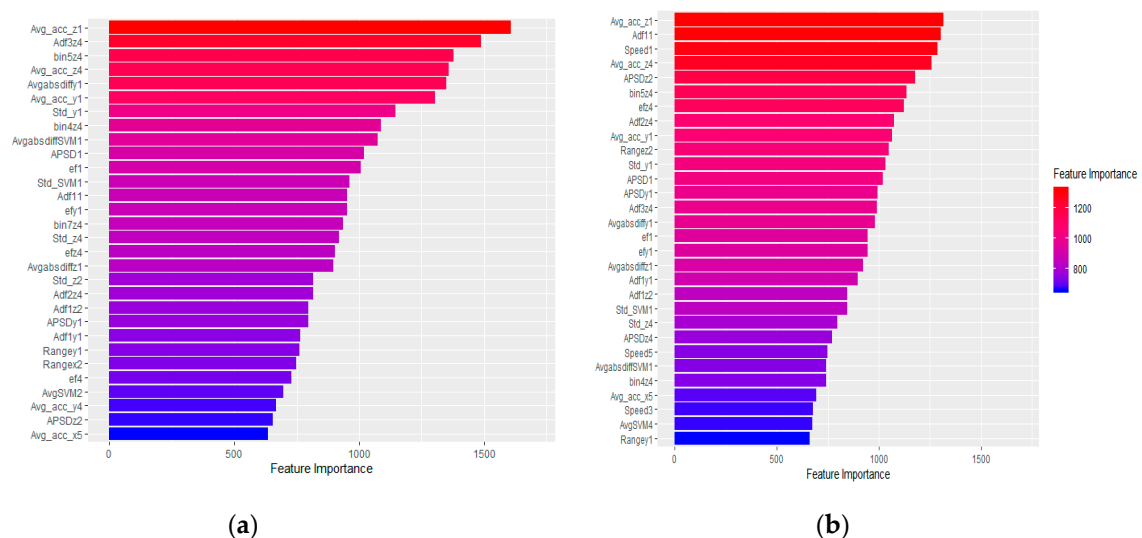 Avg_acc_z1
Adf3z4
bin5z4
Avg_acc_z4
Avgabsdiffy1
Avg_acc_y1
Std_y1
bin4z4
AvgabsdiffSVM1
APSD1
ef1
Std_SVM1
Adf11
efy1
bin7z4
Std_z4
efz4
Avgabsdiffz1
Std_z2
Adf2z4
Adf1z2
APSDy1
Adf1y1
Rangey1
Rangex2
ef4
AvgSVM2
Avg_acc_y4
APSDz2
Avg_acc_x5
0 500 1000 1500
Feature Importance
(a)
Avg_acc_z1
Adf11
Speed1
Avg_acc_z4
APSDz2
bin5z4
efz4
Adf2z4
Avg_acc_y1
Rangez2
Std_y1
APSD1
APSDy1
Adf3z4
Avgabsdiffy1
ef1
efy1
Avgabsdiffz1
Adf1y1
Adf1z2
Std_SVM1
Std_z4
APSDz4
Speed5
AvgabsdiffSVM1
bin4z4
Avg_acc_x5
Speed3
AvgSVM4
Rangey1
0 500 1000 1500
Feature Importance
(b)
Feature Importance
1200
1000
800